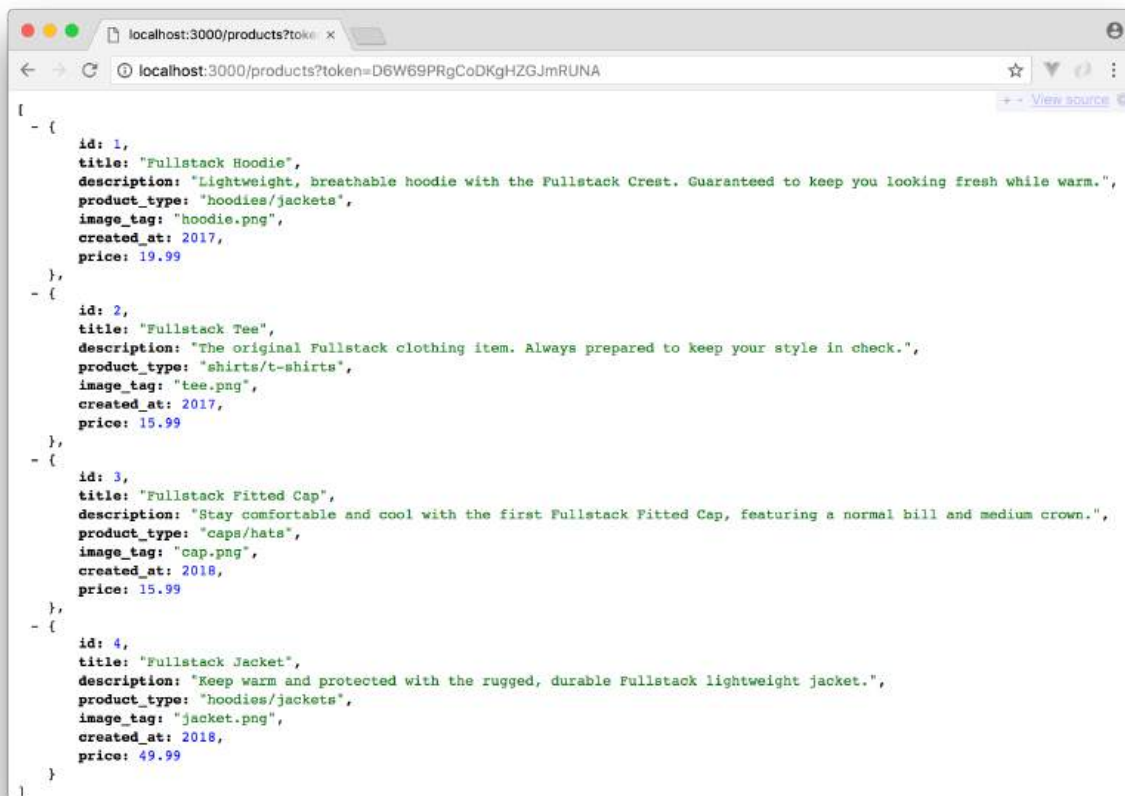 localhost:3000/products?toke ×
localhost:3000/products?token=D6W69PRgCoDKgHZGJmRUNA
+ - View source
[
- {
id: 1,
title: "Fullstack Hoodie",
description: "Lightweight, breathable hoodie with the Fullstack Crest. Guaranteed to keep you looking fresh while warm.",
product_type: "hoodies/jackets",
image_tag: "hoodie.png",
created_at: 2017,
price: 19.99
},
- {
id: 2,
title: "Fullstack Tee",
description: "The original Fullstack clothing item. Always prepared to keep your style in check.",
product_type: "shirts/t-shirts",
image_tag: "tee.png",
created_at: 2017,
price: 15.99
},
- {
id: 3,
title: "Fullstack Fitted Cap",
description: "Stay comfortable and cool with the first Fullstack Fitted Cap, featuring a normal bill and medium crown.",
product_type: "caps/hats",
image_tag: "cap.png",
created_at: 2018,
price: 15.99
},
- {
id: 4,
title: "Fullstack Jacket",
description: "Keep warm and protected with the rugged, durable Fullstack lightweight jacket.",
product_type: "hoodies/jackets",
image_tag: "jacket.png",
created_at: 2018,
price: 49.99
}
]